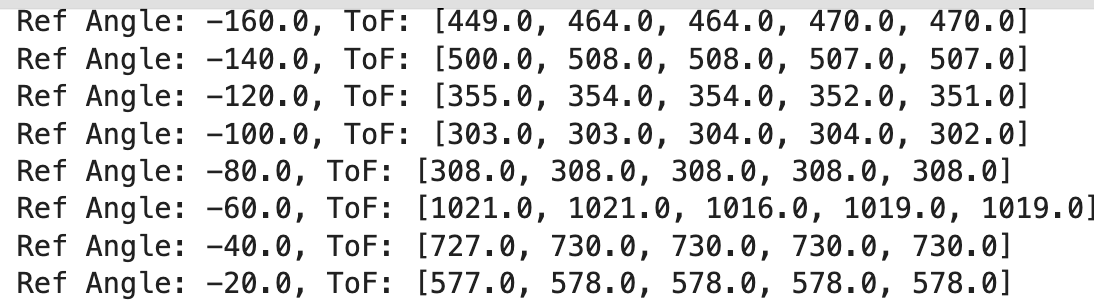 Ref Angle: -160.0, ToF: [449.0, 464.0, 464.0, 470.0, 470.0]
Ref Angle: -140.0, ToF: [500.0, 508.0, 508.0, 507.0, 507.0]
Ref Angle: -120.0, ToF: [355.0, 354.0, 354.0, 352.0, 351.0]
Ref Angle: -100.0, ToF: [303.0, 303.0, 304.0, 304.0, 302.0]
Ref Angle: -80.0, ToF: [308.0, 308.0, 308.0, 308.0, 308.0]
Ref Angle: -60.0, ToF: [1021.0, 1021.0, 1016.0, 1019.0, 1019.0]
Ref Angle: -40.0, ToF: [727.0, 730.0, 730.0, 730.0, 730.0]
Ref Angle: -20.0, ToF: [577.0, 578.0, 578.0, 578.0, 578.0]